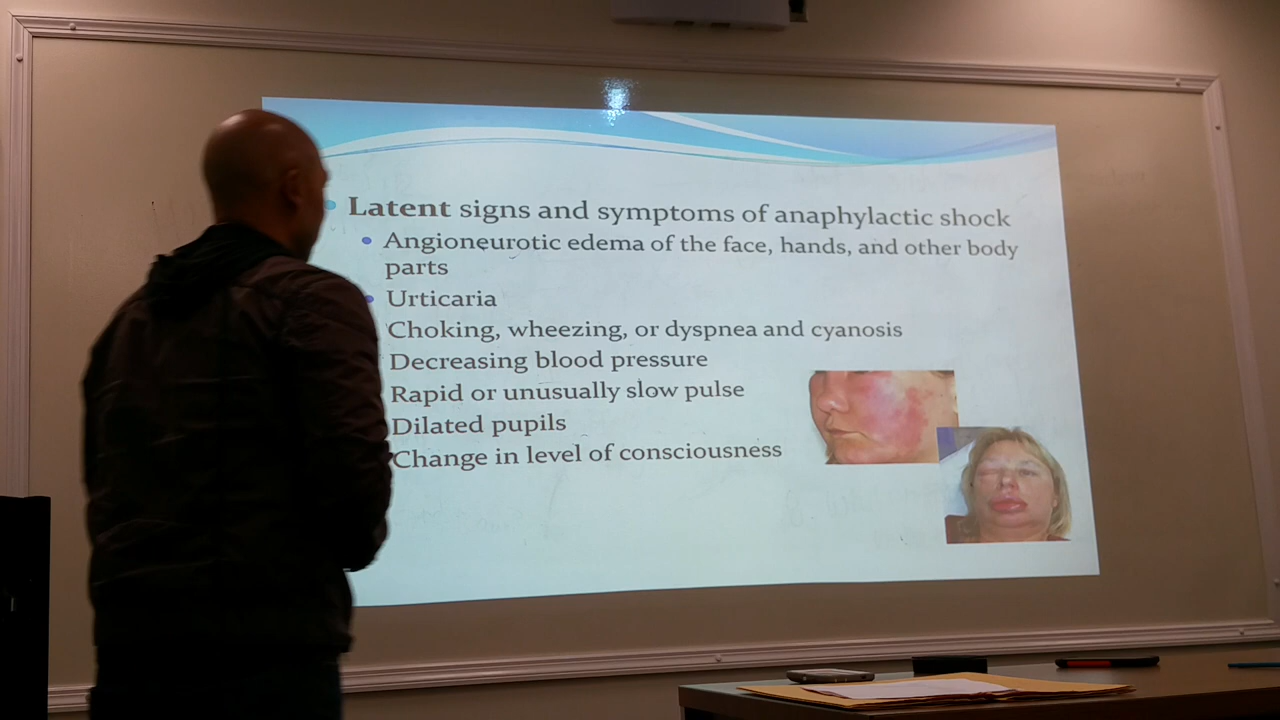 Latent signs and symptoms of anaphylactic shock
Angioneurotic edema of the face, hands, and other body
parts
Urticaria
Choking, wheezing, or dyspnea and cyanosis
Decreasing blood pressure
Rapid or unusually slow pulse
Dilated pupils
Change in level of consciousness